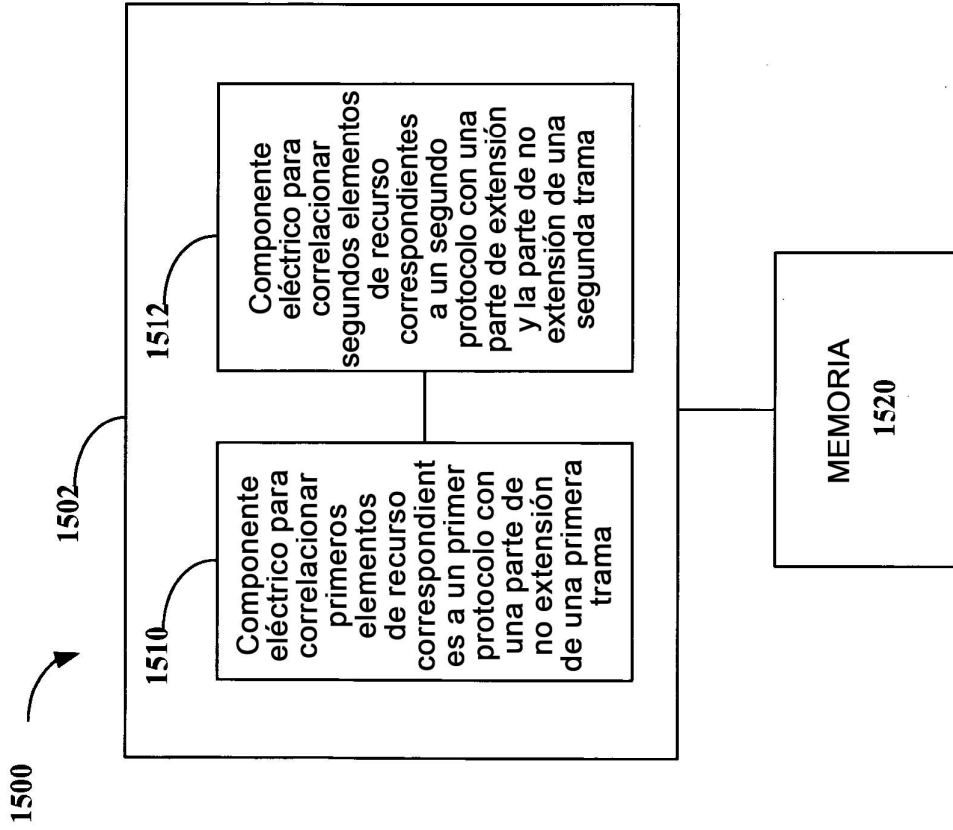 1500
1502
1510
Componente
eléctrico para
correlacionar
primeros
elementos
de recurso
correspondient
es a un primer
protocolo con
una parte de
no extensión
de una primera
trama
1512
Componente
eléctrico para
correlacionar
segundos elementos
de recurso
correspondientes
a un segundo
protocolo con una
parte de extensión
y la parte de no
extensión de una
segunda trama
MEMORIA
1520